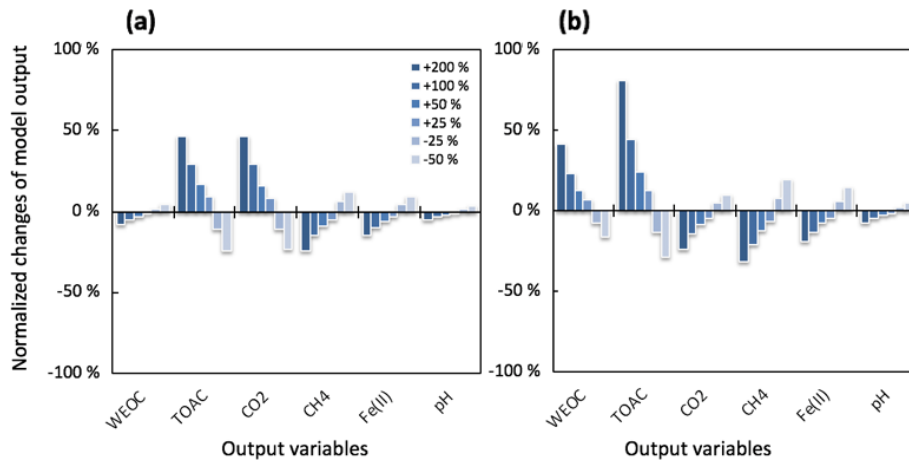 (a)
(b)
Normalized changes of model output
100 %
50 %
0 %
-50 %
-100 %
+200 %
+100 %
+50 %
+25 %
-25 %
-50 %
WEOC
TOAC
CO2
CH4
Fe(II)
pH
Output variables
100 %
50 %
0 %
-50 %
-100 %
WEOC
TOAC
CO2
CH4
Fe(II)
pH
Output variables